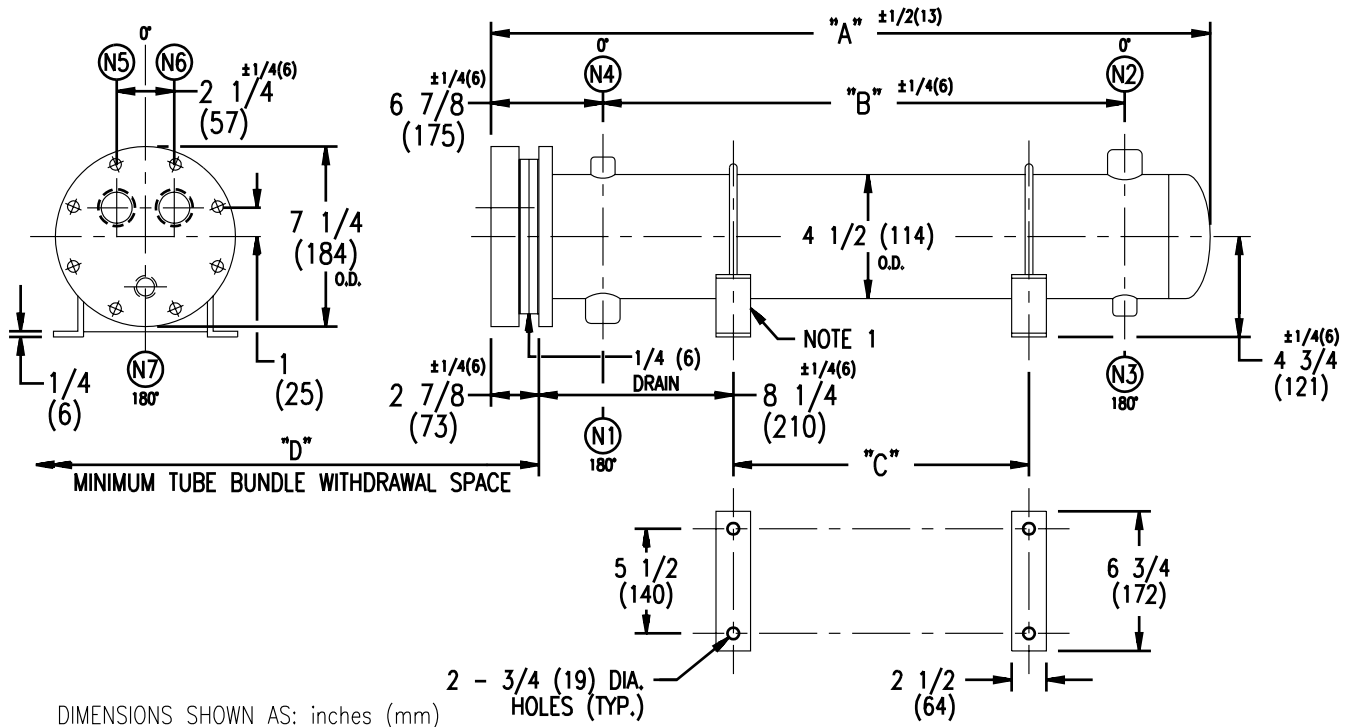 "A" ±1/2(13)
0°
N5 N6
±1/4(6)
2 1/4
(57)
±1/4(6)
6 7/8
(175)
0°
N4
"B" ±1/4(6)
0°
N2
7 1/4
(184)
O.D.
4 1/2 (114)
O.D.
NOTE 1
1/4
(6)
N7
180°
1
(25)
±1/4(6)
2 7/8
(73)
1/4 (6)
DRAIN
±1/4(6)
8 1/4
(210)
N1
180°
N3
180°
±1/4(6)
4 3/4
(121)
"D"
MINIMUM TUBE BUNDLE WITHDRAWAL SPACE
"C"
5 1/2
(140)
6 3/4
(172)
2 - 3/4 (19) DIA.
HOLES (TYP.)
2 1/2
(64)
DIMENSIONS SHOWN AS: inches (mm)